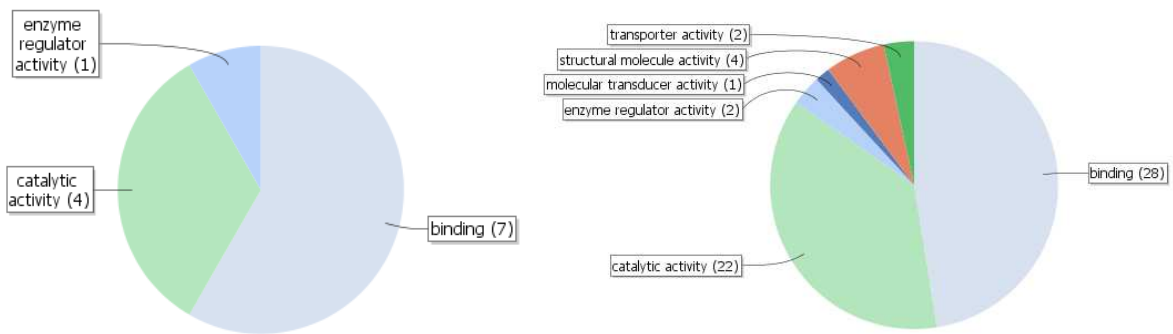 enzyme
regulator
activity (1)
catalytic
activity (4)
binding (7)
transporter activity (2)
structural molecule activity (4)
molecular transducer activity (1)
enzyme regulator activity (2)
binding (28)
catalytic activity (22)